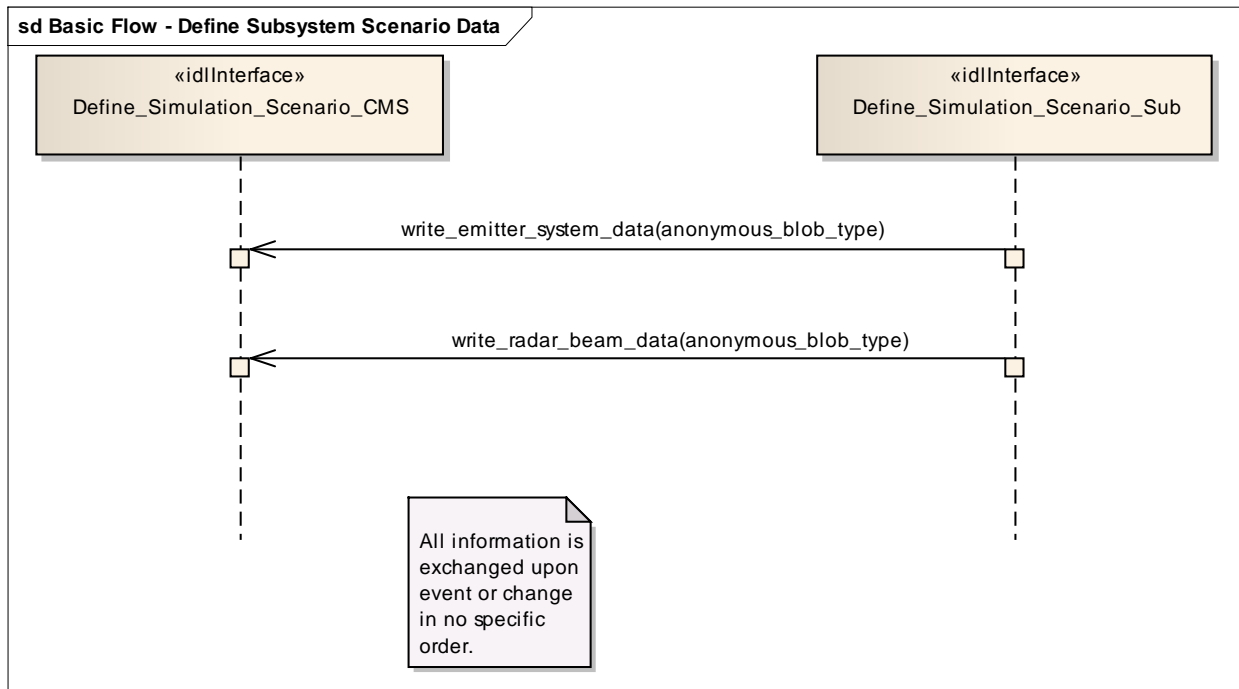 sd Basic Flow - Define Subsystem Scenario Data
«idlInterface»
Define_Simulation_Scenario_CMS
«idlInterface»
Define_Simulation_Scenario_Sub
write_emitter_system_data(anonymous_blob_type)
write_radar_beam_data(anonymous_blob_type)
All information is
exchanged upon
event or change
in no specific
order.